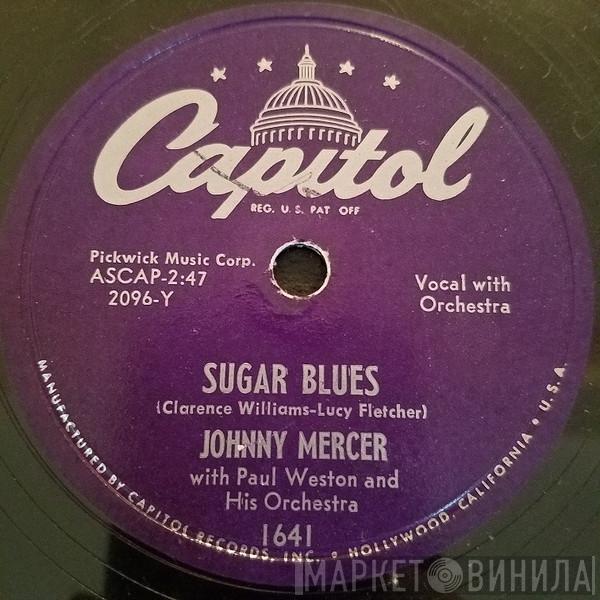 Capitol
REG. U.S. PAT OFF
Pickwick Music Corp.
ASCAP-2:47
2096-Y
Vocal with
Orchestra
SUGAR BLUES
(Clarence Williams-Lucy Fletcher)
JOHNNY MERCER
with Paul Weston and
His Orchestra
1641
MANUFACTURED BY CAPITOL RECORDS, INC. • HOLLYWOOD, CALIFORNIA • U.S.A.
МАРКЕТ ВИНИЛА